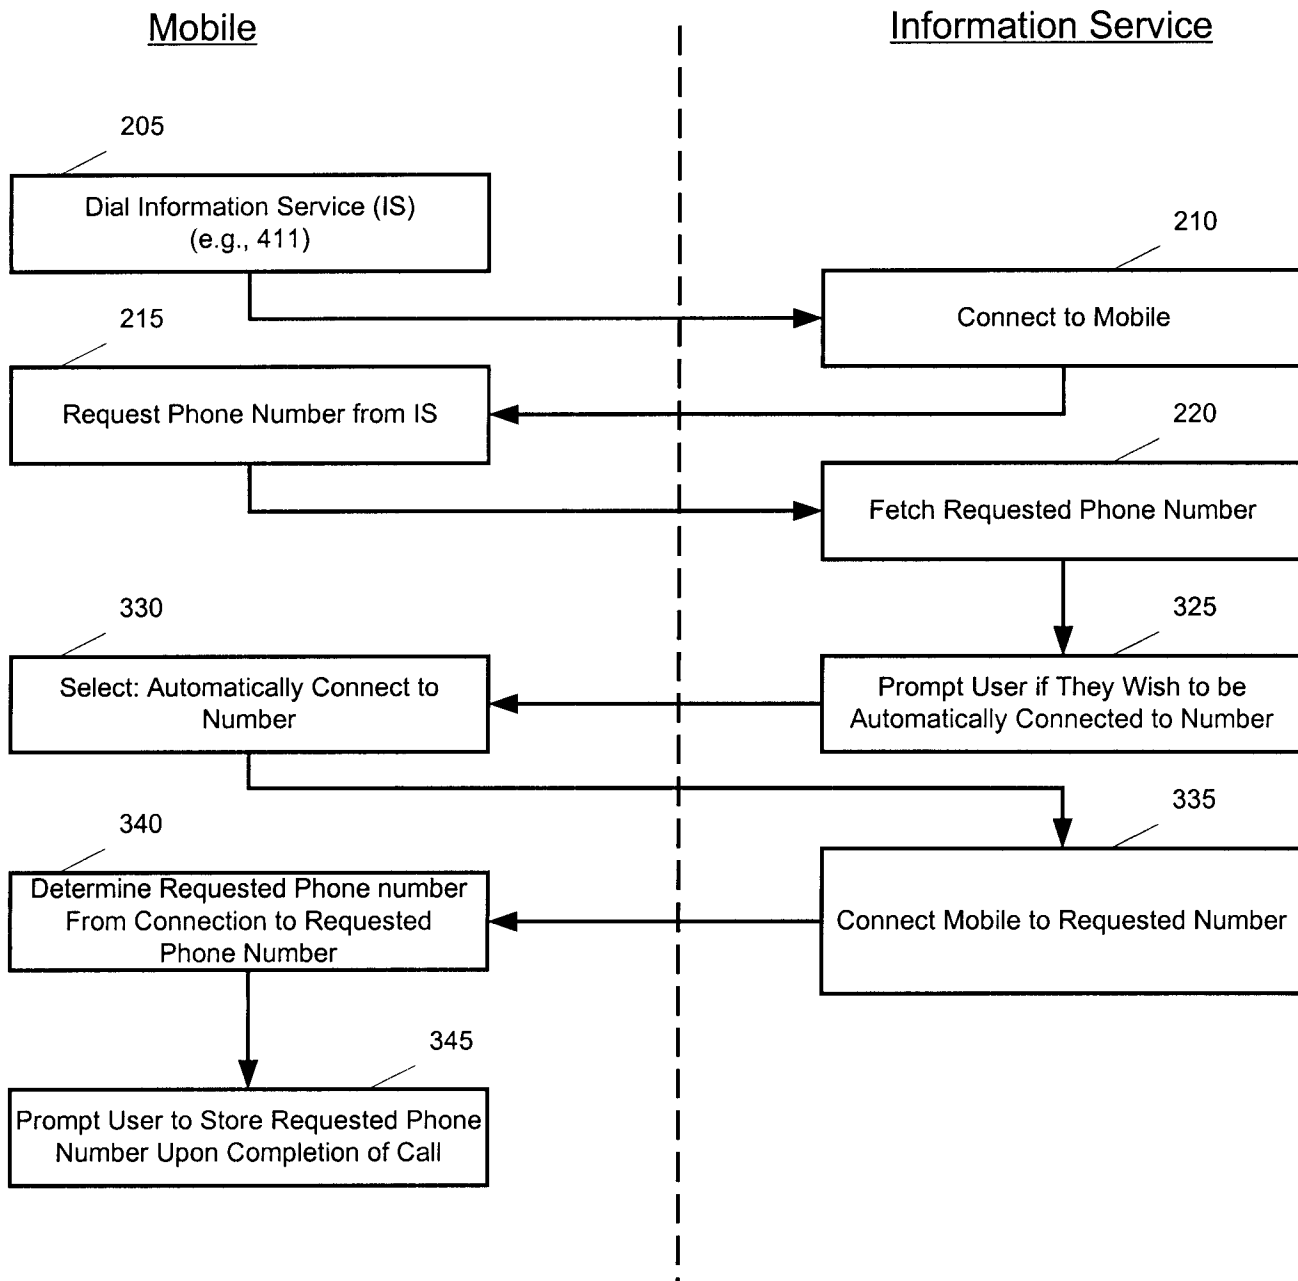 Mobile
Information Service
205
Dial Information Service (IS)
(e.g., 411)
210
Connect to Mobile
215
Request Phone Number from IS
220
Fetch Requested Phone Number
325
Prompt User if They Wish to be
Automatically Connected to Number
330
Select: Automatically Connect to
Number
335
Connect Mobile to Requested Number
340
Determine Requested Phone number
From Connection to Requested
Phone Number
345
Prompt User to Store Requested Phone
Number Upon Completion of Call